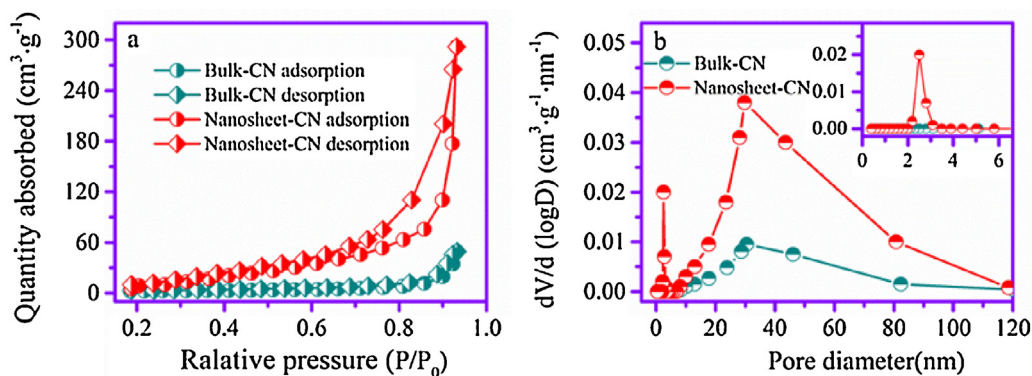 a
Quantity absorbed (cm³·g⁻¹)
300
240
180
120
60
0
Bulk-CN adsorption
Bulk-CN desorption
Nanosheet-CN adsorption
Nanosheet-CN desorption
0.2
0.4
0.6
0.8
1.0
Ralative pressure (P/P₀)
b
dV/d (logD) (cm³·g⁻¹·nm⁻¹)
0.05
0.04
0.03
0.02
0.01
0.00
Bulk-CN
Nanosheet-CN
0.02
0.01
0.00
0
2
4
6
0
20
40
60
80
100
120
Pore diameter(nm)